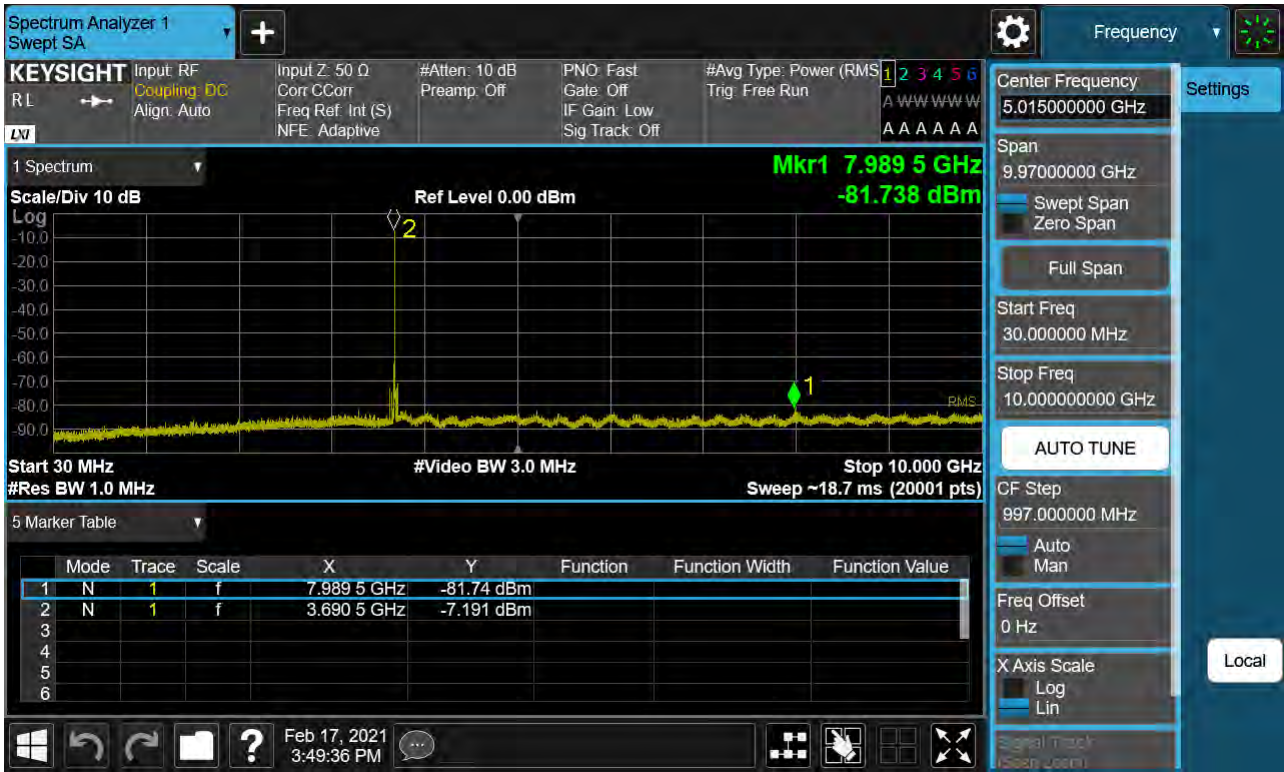 Spectrum Analyzer 1
Swept SA
+
Frequency
KEYSIGHT
RL
LXI
Input: RF
Coupling: DC
Align: Auto
Input Z: 50 Ω
Corr CCorr
Freq Ref: Int (S)
NFE: Adaptive
#Atten: 10 dB
Preamp: Off
PNO: Fast
Gate: Off
IF Gain: Low
Sig Track: Off
#Avg Type: Power (RMS
Trig: Free Run
1 2 3 4 5 6
A W W W W W
A A A A A A
1 Spectrum
Mkr1 7.989 5 GHz
Scale/Div 10 dB
Ref Level 0.00 dBm
-81.738 dBm
Log
2
-10.0
-20.0
-30.0
-40.0
-50.0
-60.0
-70.0
1
-80.0
RMS
-90.0
Start 30 MHz
#Video BW 3.0 MHz
Stop 10.000 GHz
#Res BW 1.0 MHz
Sweep ~18.7 ms (20001 pts)
5 Marker Table
Mode Trace Scale X Y Function Function Width Function Value
1 N 1 f 7.989 5 GHz -81.74 dBm
2 N 1 f 3.690 5 GHz -7.191 dBm
3
4
5
6
Feb 17, 2021
3:49:36 PM
?
Center Frequency
5.015000000 GHz
Settings
Span
9.97000000 GHz
Swept Span
Zero Span
Full Span
Start Freq
30.000000 MHz
Stop Freq
10.000000000 GHz
AUTO TUNE
CF Step
997.000000 MHz
Auto
Man
Freq Offset
0 Hz
X Axis Scale
Log
Lin
Local
Signal Track
(Span Zoom)